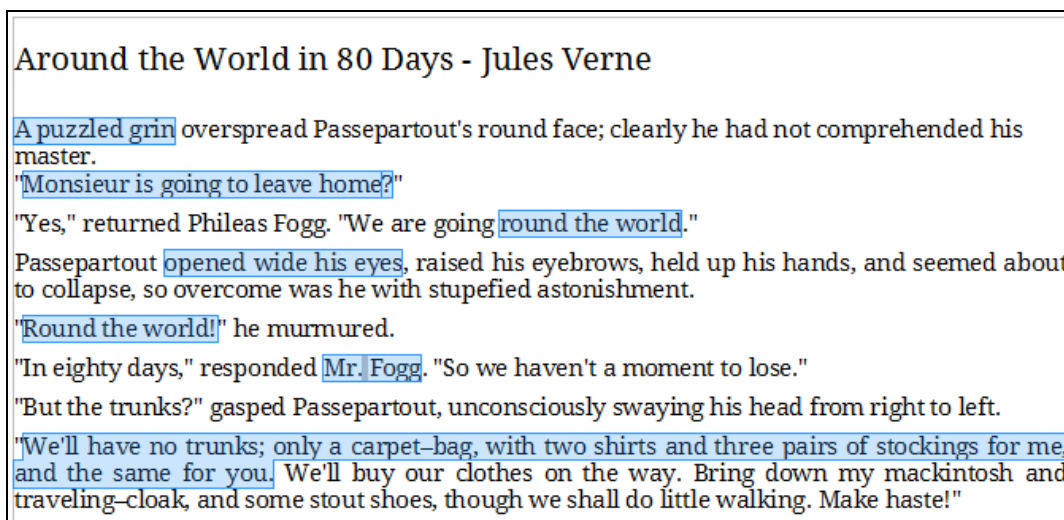 Around the World in 80 Days - Jules Verne
A puzzled grin overspread Passepartout's round face; clearly he had not comprehended his
master.
"Monsieur is going to leave home?"
"Yes," returned Phileas Fogg. "We are going round the world."
Passepartout opened wide his eyes, raised his eyebrows, held up his hands, and seemed about
to collapse, so overcome was he with stupefied astonishment.
"Round the world!" he murmured.
"In eighty days," responded Mr. Fogg. "So we haven't a moment to lose."
"But the trunks?" gasped Passepartout, unconsciously swaying his head from right to left.
"We'll have no trunks; only a carpet–bag, with two shirts and three pairs of stockings for me,
and the same for you. We'll buy our clothes on the way. Bring down my mackintosh and
traveling–cloak, and some stout shoes, though we shall do little walking. Make haste!"